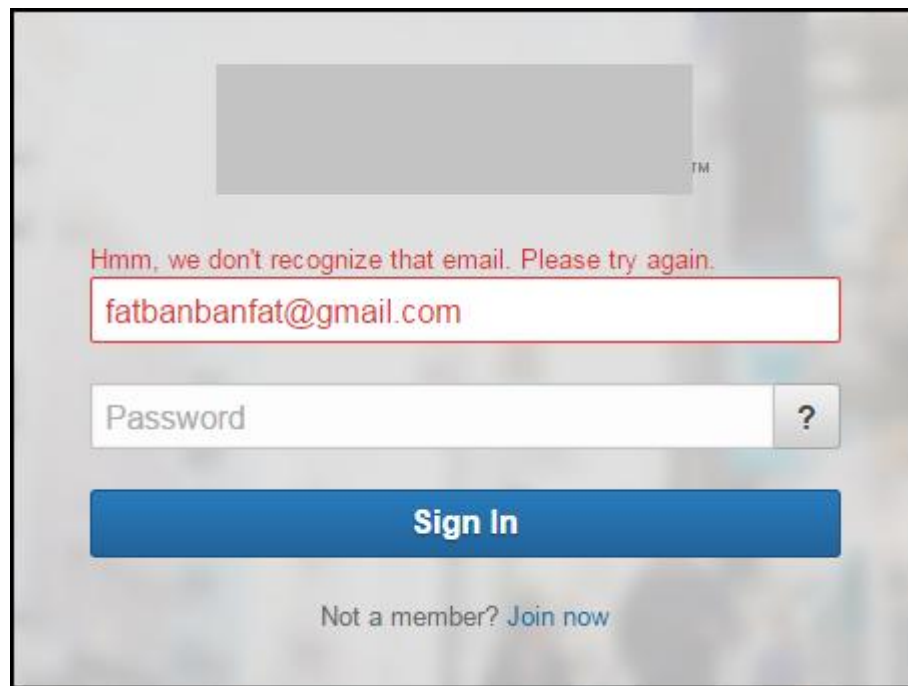 TM
Hmm, we don't recognize that email. Please try again.
fatbanbanfat@gmail.com
Password ?
Sign In
Not a member? Join now